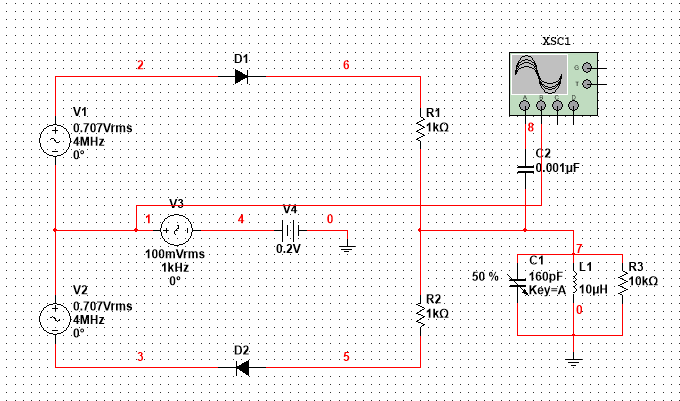 XSC1
G
T
A B C D
2
D1
6
V1
0.707Vrms
4MHz
0°
R1
1kΩ
8
C2
0.001µF
V3
1
4
V4
0
100mVrms
1kHz
0°
0.2V
7
C1
50 %
160pF
Key=A
L1
10µH
R3
10kΩ
0
V2
0.707Vrms
4MHz
0°
R2
1kΩ
3
D2
5